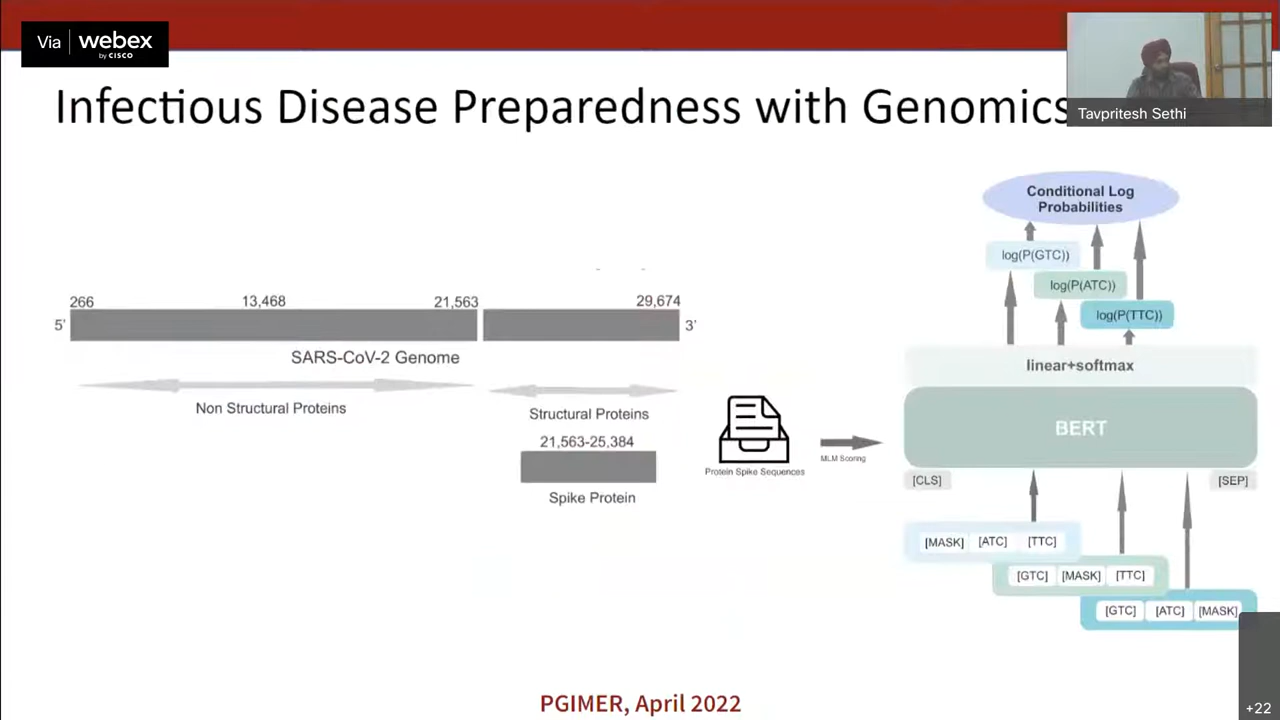 Via webex
by CISCO
Tavpritesh Sethi
Infectious Disease Preparedness with Genomics
Conditional Log
Probabilities
log(P(GTC))
log(P(ATC))
log(P(TTC))
linear+softmax
BERT
[CLS]
[SEP]
[MASK] [ATC] [TTC]
[GTC] [MASK] [TTC]
[GTC] [ATC] [MASK]
266 13,468 21,563 29,674
5' 3'
SARS-CoV-2 Genome
Non Structural Proteins
Structural Proteins
21,563-25,384
Spike Protein
Protein Spike Sequences
MLM Scoring
PGIMER, April 2022
+22